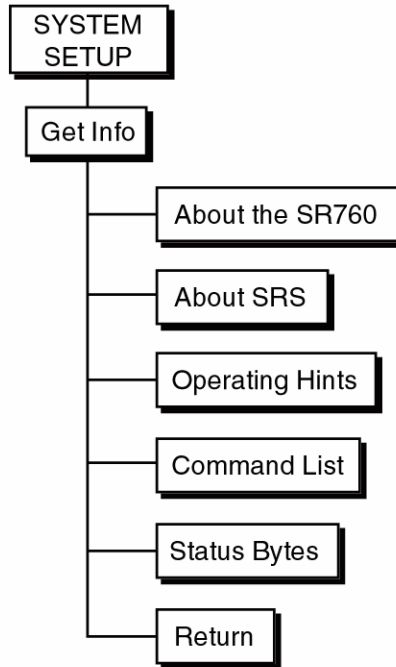 SYSTEM
SETUP
Get Info
About the SR760
About SRS
Operating Hints
Command List
Status Bytes
Return